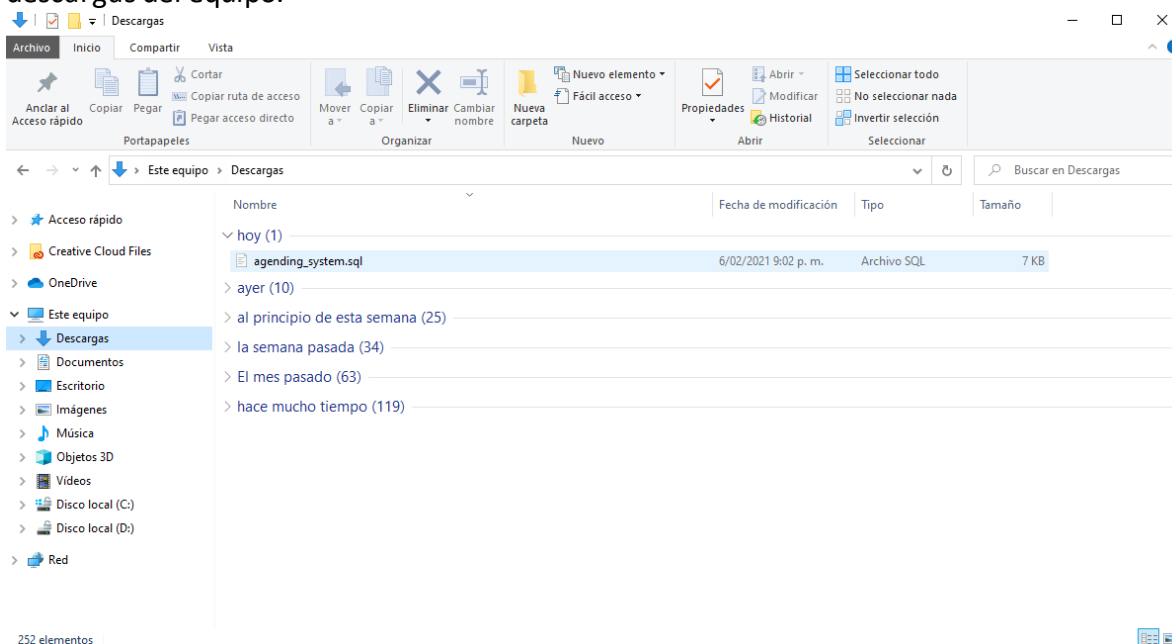 descargas del equipo.
Descargas
Archivo Inicio Compartir Vista
Anclar al Acceso rápido
Copiar
Pegar
Cortar
Copiar ruta de acceso
Pegar acceso directo
Portapapeles
Mover a
Copiar a
Eliminar
Cambiar nombre
Organizar
Nueva carpeta
Nuevo elemento
Fácil acceso
Nuevo
Propiedades
Abrir
Modificar
Historial
Abrir
Seleccionar todo
No seleccionar nada
Invertir selección
Seleccionar
Este equipo > Descargas
Buscar en Descargas
Nombre Fecha de modificación Tipo Tamaño
hoy (1)
agending_system.sql 6/02/2021 9:02 p. m. Archivo SQL 7 KB
ayer (10)
al principio de esta semana (25)
la semana pasada (34)
El mes pasado (63)
hace mucho tiempo (119)
Acceso rápido
Creative Cloud Files
OneDrive
Este equipo
Descargas
Documentos
Escritorio
Imágenes
Música
Objetos 3D
Vídeos
Disco local (C:)
Disco local (D:)
Red
252 elementos